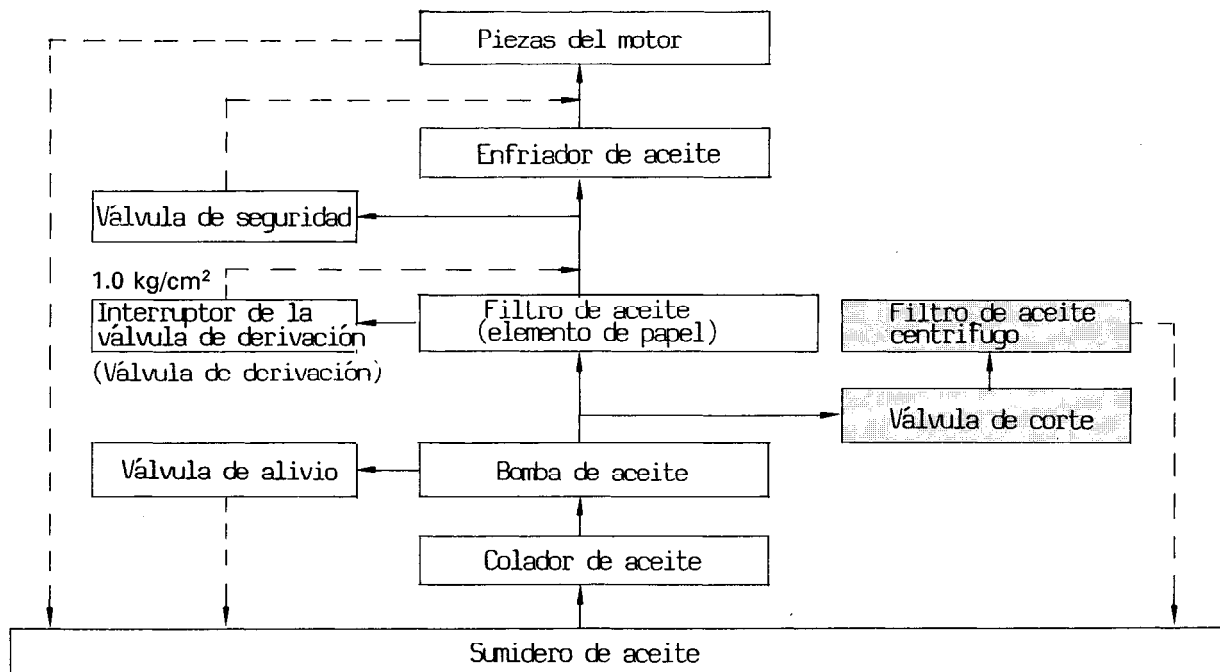 Piezas del motor
Enfriador de aceite
Válvula de seguridad
1.0 kg/cm²
Interruptor de la
válvula de derivación
(Válvula de derivación)
Filtro de aceite
(elemento de papel)
Filtro de aceite
centrifugo
Válvula de corte
Válvula de alivio
Bomba de aceite
Colador de aceite
Sumidero de aceite